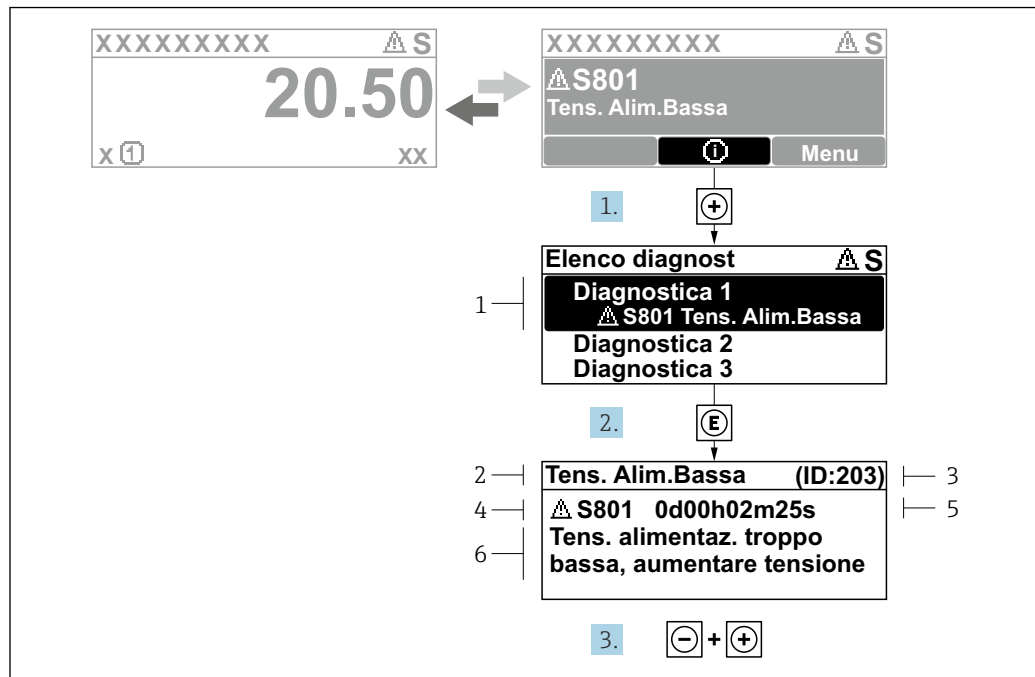 XXXXXXXXX ⚠ S
20.50
X ① XX
XXXXXXXXX ⚠ S
⚠ S801
Tens. Alim.Bassa
ⓘ Menu
1. +
Elenco diagnost ⚠ S
1
Diagnostica 1
⚠ S801 Tens. Alim.Bassa
Diagnostica 2
Diagnostica 3
2. E
2 Tens. Alim.Bassa (ID:203) 3
4 ⚠ S801 0d00h02m25s 5
6
Tens. alimentaz. troppo
bassa, aumentare tensione
3. - + +